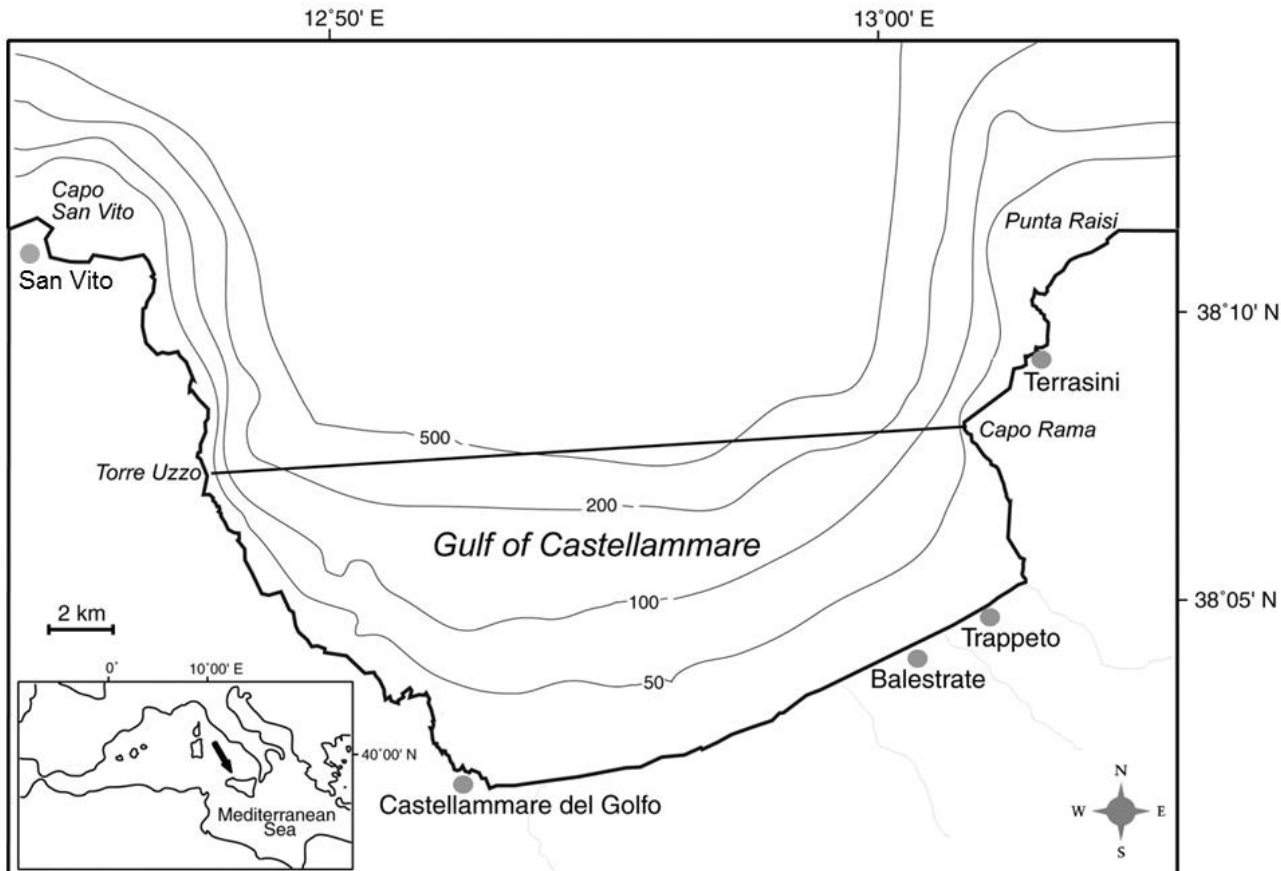 12˚50' E
13˚00' E
Capo
San Vito
San Vito
Punta Raisi
38˚10' N
Terrasini
Capo Rama
500
Torre Uzzo
200
Gulf of Castellammare
100
38˚05' N
2 km
Trappeto
Balestrate
50
0˚
10˚00' E
40˚00' N
Mediterranean
Sea
Castellammare del Golfo
N
W
E
S